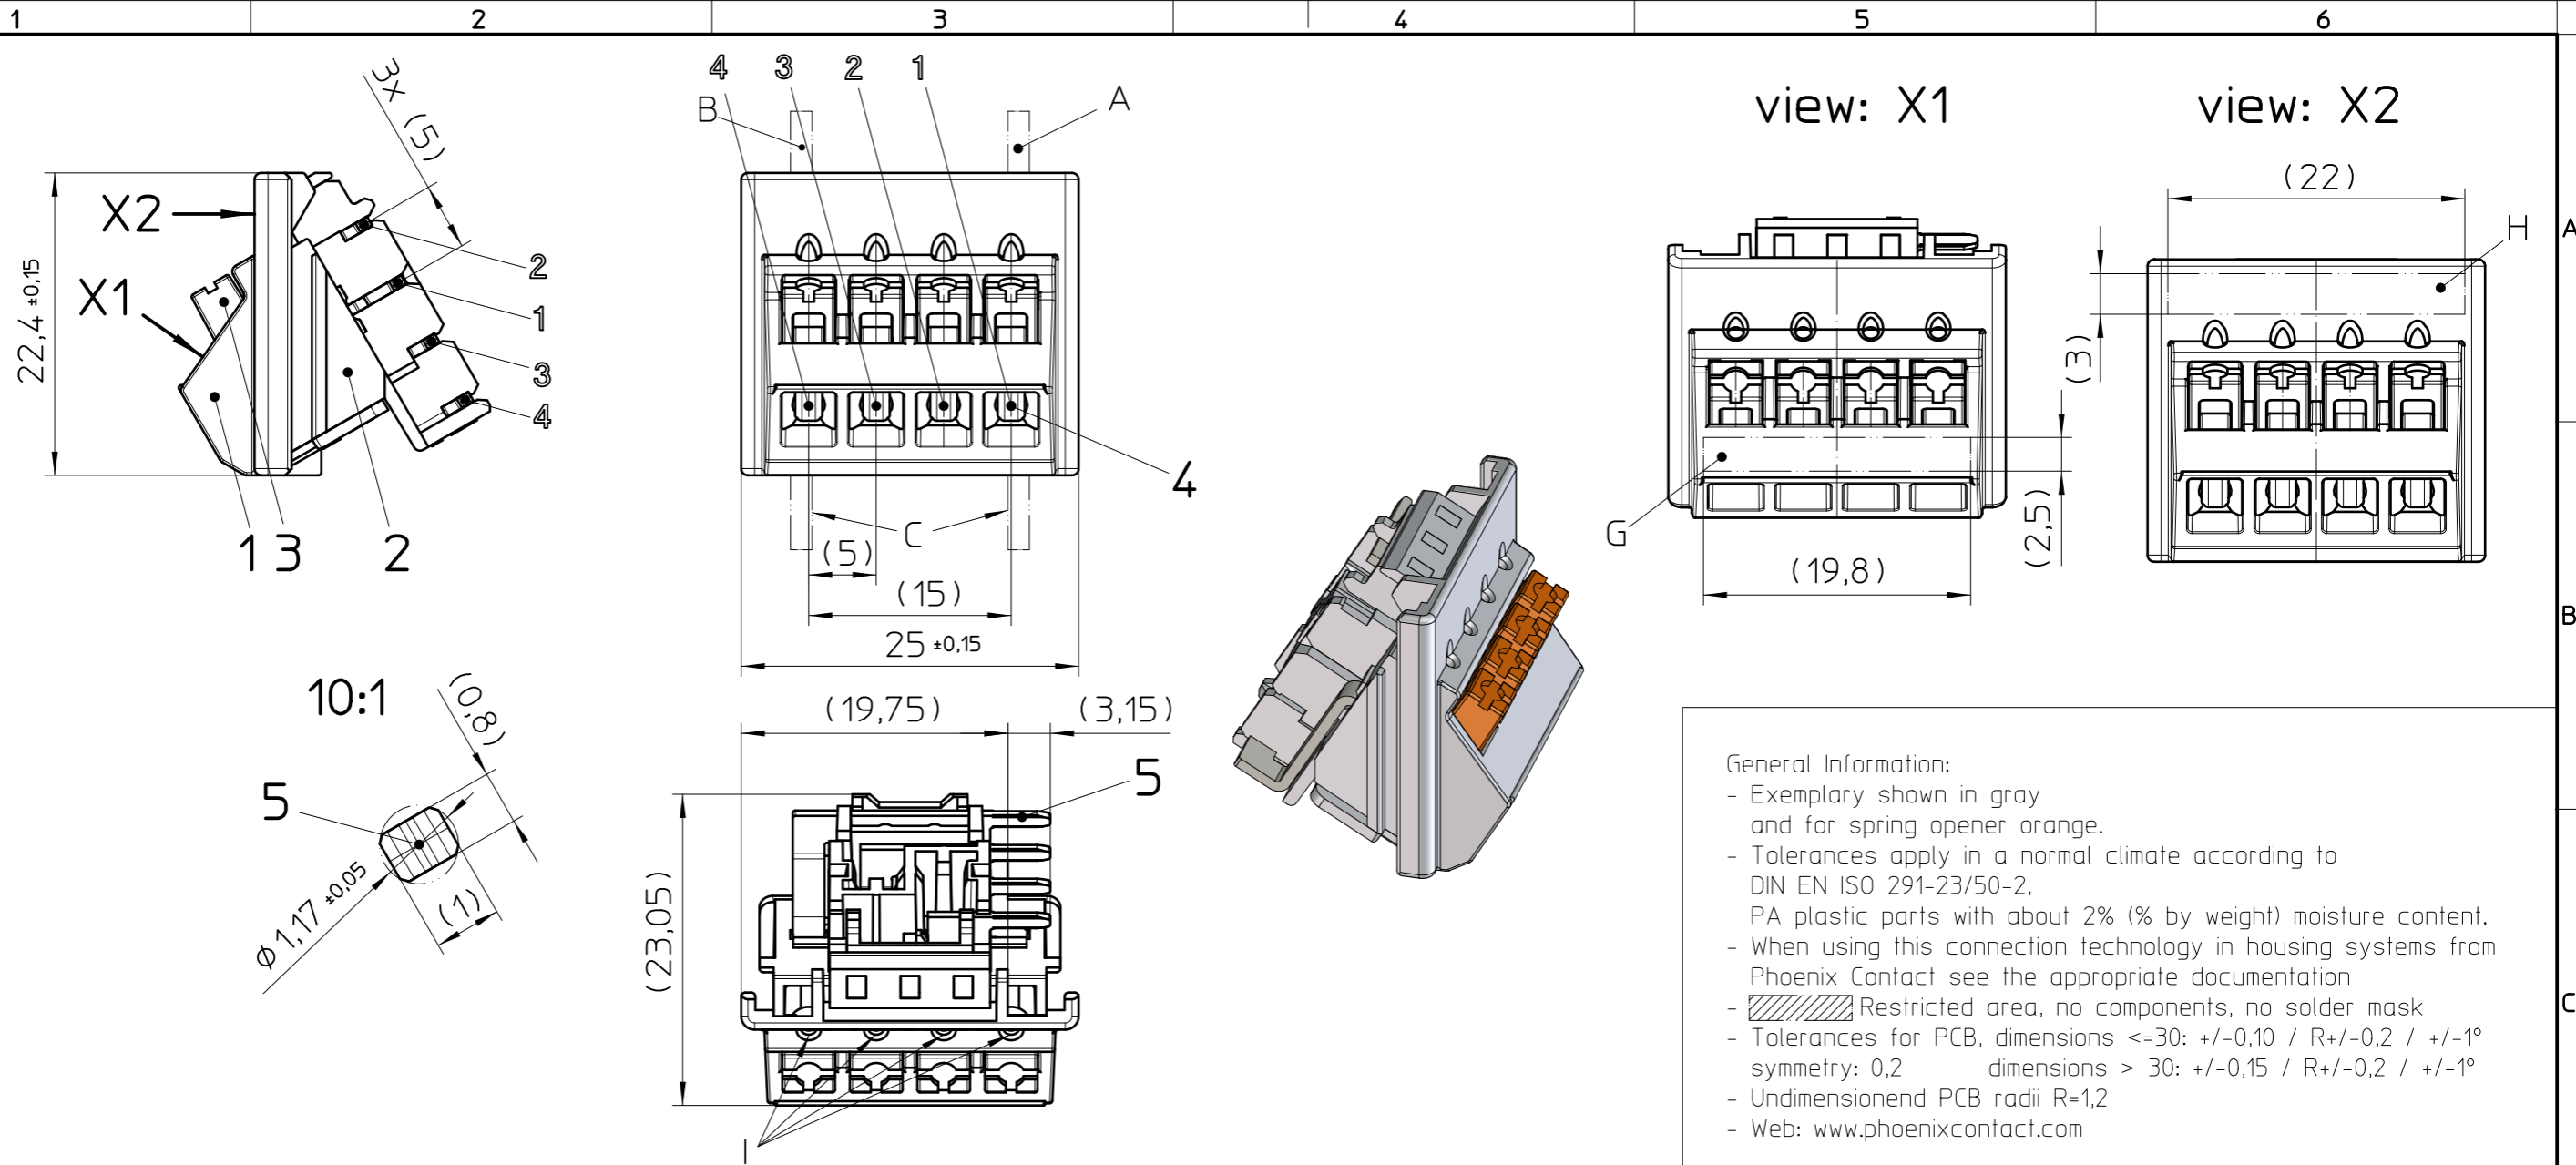 1 2 3 4 5 6
A
B
C
3x (5)
22,4 ±0,15
X2
X1
2
1
3
4
1 3 2
4 3 2 1
B
A
4
C
(5)
(15)
25 ±0,15
view: X1
G
(19,8)
(2,5)
view: X2
(22)
H
(3)
10:1
(0,8)
5
Ø 1,17 ±0,05
(1)
(19,75) (3,15)
5
(23,05)
I
General Information:
- Exemplary shown in gray
and for spring opener orange.
- Tolerances apply in a normal climate according to
DIN EN ISO 291-23/50-2,
PA plastic parts with about 2% (% by weight) moisture content.
- When using this connection technology in housing systems from
Phoenix Contact see the appropriate documentation
- Restricted area, no components, no solder mask
- Tolerances for PCB, dimensions <=30: +/-0,10 / R+/-0,2 / +/-1°
symmetry: 0,2 dimensions > 30: +/-0,15 / R+/-0,2 / +/-1°
- Undimensionend PCB radii R=1,2
- Web: www.phoenixcontact.com